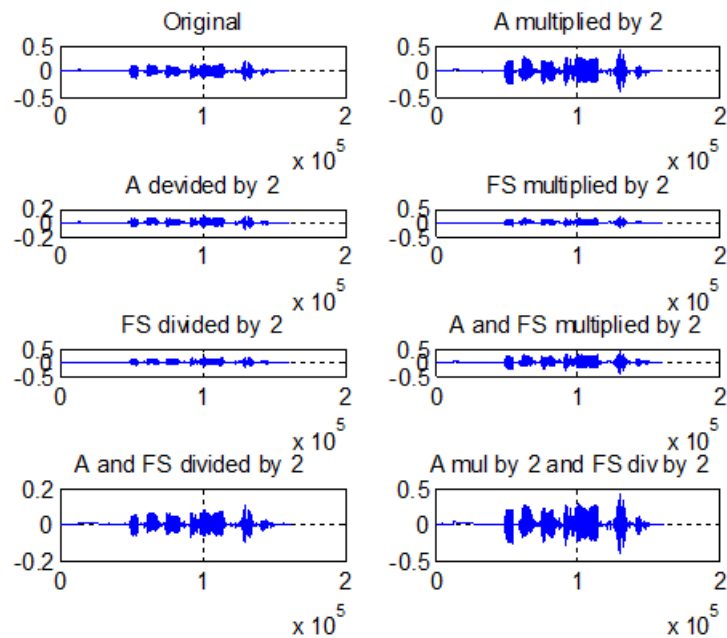 Original
0.5
0
-0.5
0 1 2
x 10^5
A multiplied by 2
0.5
0
-0.5
0 1 2
x 10^5
A devided by 2
0.2
0
-0.2
0 1 2
x 10^5
FS multiplied by 2
0.5
0
-0.5
0 1 2
x 10^5
FS divided by 2
0.5
0
-0.5
0 1 2
x 10^5
A and FS multiplied by 2
0.5
0
-0.5
0 1 2
x 10^5
A and FS divided by 2
0.2
0
-0.2
0 1 2
x 10^5
A mul by 2 and FS div by 2
0.5
0
-0.5
0 1 2
x 10^5